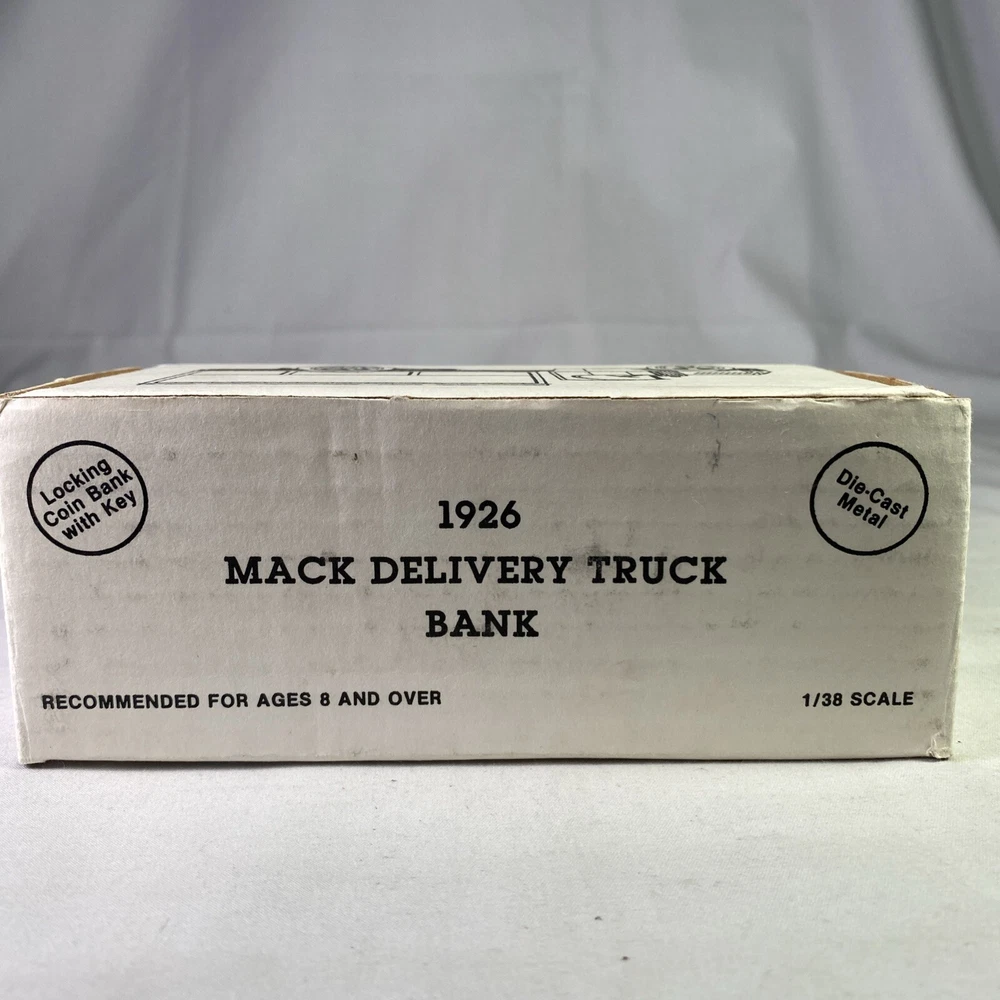 Locking
Coin Bank
with Key
Die-Cast
Metal
1926
MACK DELIVERY TRUCK
BANK
RECOMMENDED FOR AGES 8 AND OVER
1/38 SCALE